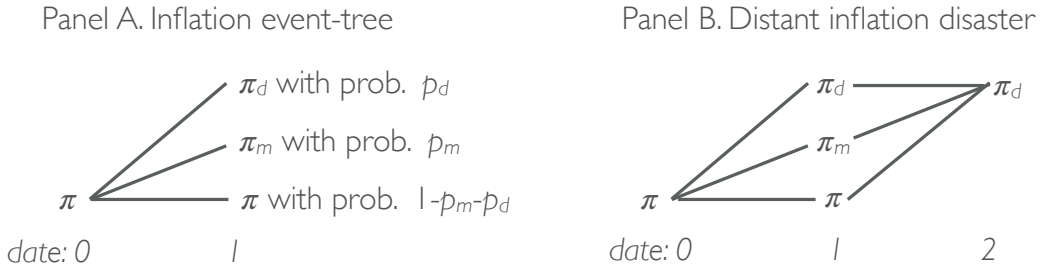 Panel A. Inflation event-tree
π_d with prob. p_d
π_m with prob. p_m
π
π with prob. 1-p_m-p_d
date: 0 1
Panel B. Distant inflation disaster
π_d π_d
π_m
π π
date: 0 1 2